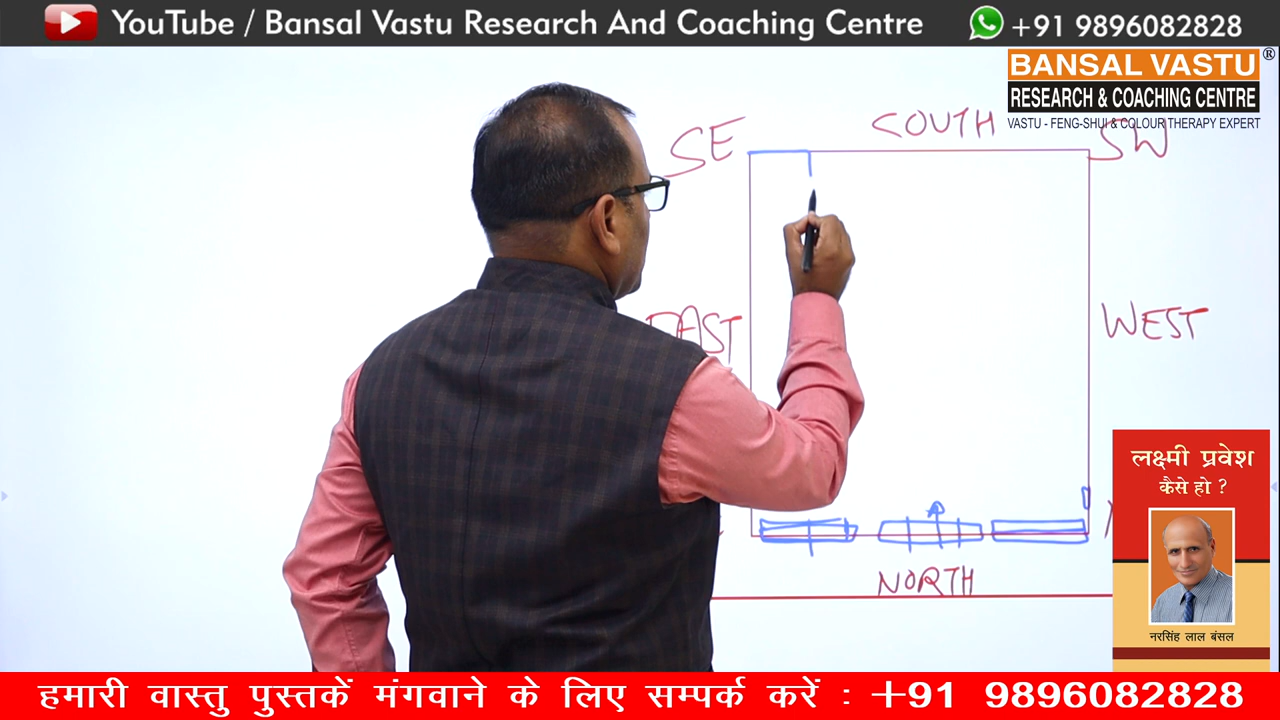 YouTube / Bansal Vastu Research And Coaching Centre
+91 9896082828
BANSAL VASTU®
RESEARCH & COACHING CENTRE
VASTU - FENG-SHUI & COLOUR THERAPY EXPERT
SE
SOUTH
SW
EAST
WEST
NORTH
लक्ष्मी प्रवेश
कैसे हो ?
नरसिंह लाल बंसल
हमारी वास्तु पुस्तकें मंगवाने के लिए सम्पर्क करें : +91 9896082828